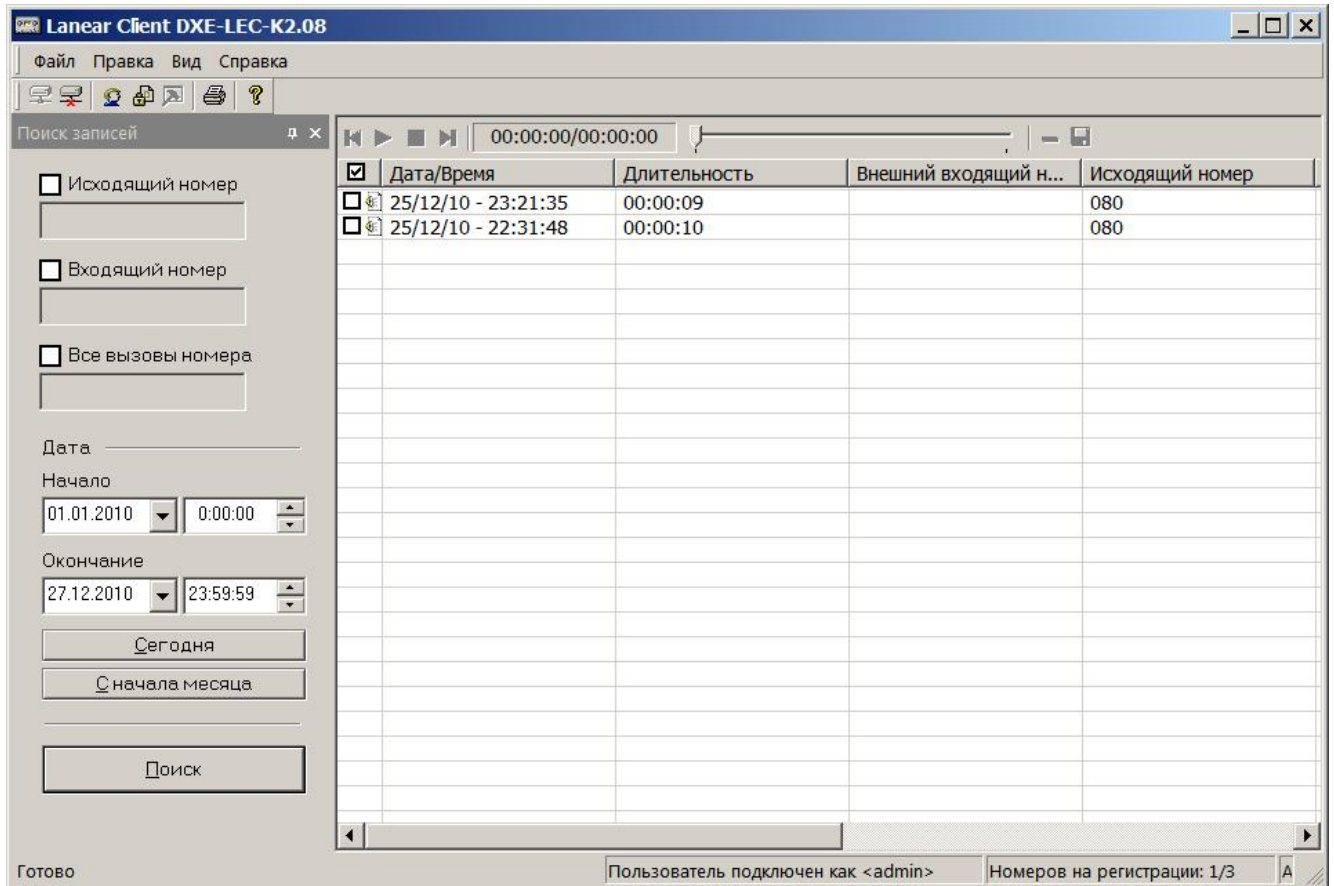 Lanear Client DXE-LEC-K2.08
Файл Правка Вид Справка
Поиск записей
00:00:00/00:00:00
Исходящий номер
Входящий номер
Все вызовы номера
Дата
Начало
01.01.2010 0:00:00
Окончание
27.12.2010 23:59:59
Сегодня
С начала месяца
Поиск
Дата/Время Длительность Внешний входящий н... Исходящий номер
25/12/10 - 23:21:35 00:00:09 080
25/12/10 - 22:31:48 00:00:10 080
Готово Пользователь подключен как <admin> Номеров на регистрации: 1/3 A